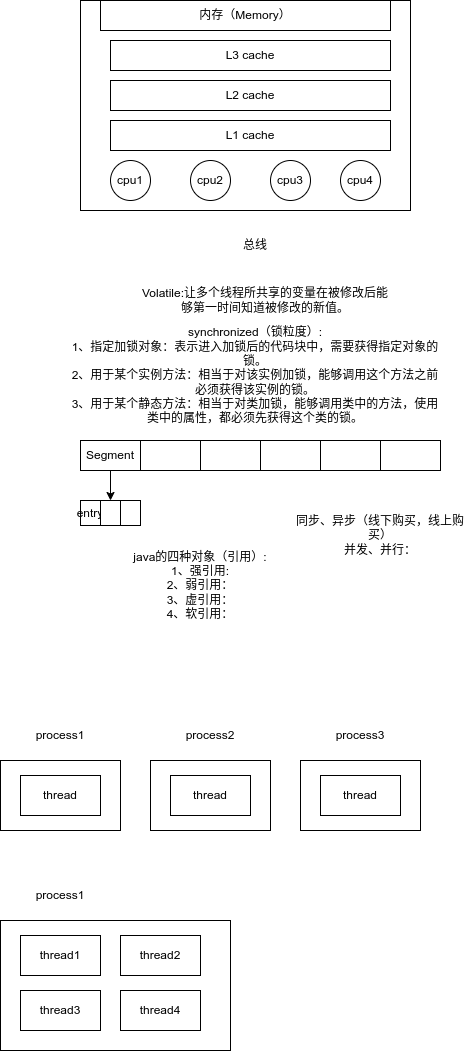 内存（Memory）
L3 cache
L2 cache
L1 cache
cpu1 cpu2 cpu3 cpu4
总线
Volatile:让多个线程所共享的变量在被修改后能
够第一时间知道被修改的新值。
synchronized（锁粒度）:
1、指定加锁对象：表示进入加锁后的代码块中，需要获得指定对象的
锁。
2、用于某个实例方法：相当于对该实例加锁，能够调用这个方法之前
必须获得该实例的锁。
3、用于某个静态方法：相当于对类加锁，能够调用类中的方法，使用
类中的属性，都必须先获得这个类的锁。
Segment
entry
同步、异步（线下购买，线上购
买）
并发、并行：
java的四种对象（引用）:
1、强引用:
2、弱引用：
3、虚引用：
4、软引用：
process1 process2 process3
thread thread thread
process1
thread1 thread2
thread3 thread4